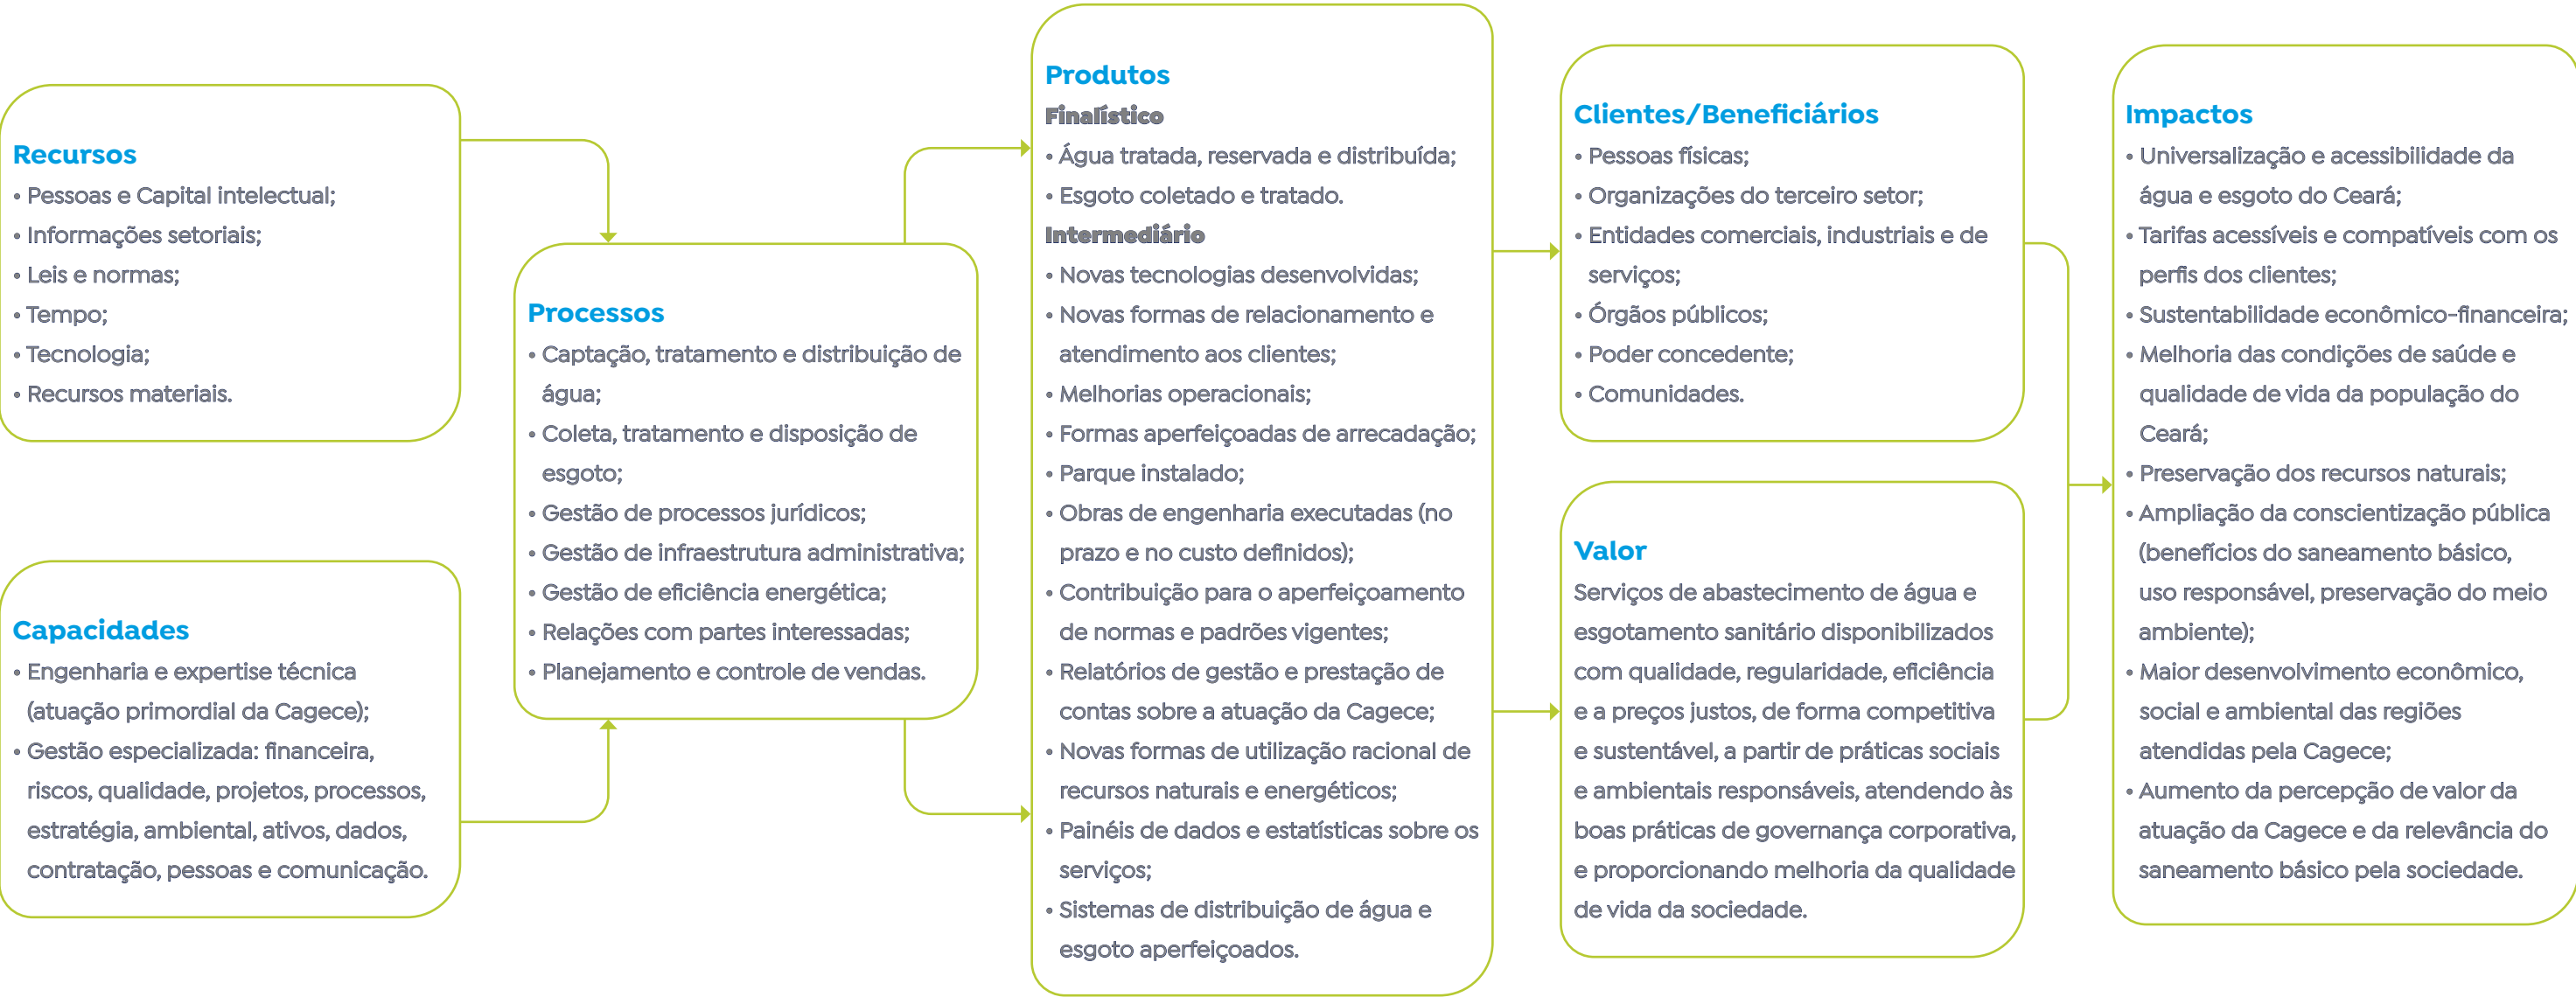 Recursos
• Pessoas e Capital intelectual;
• Informações setoriais;
• Leis e normas;
• Tempo;
• Tecnologia;
• Recursos materiais.
Capacidades
• Engenharia e expertise técnica
(atuação primordial da Cagece);
• Gestão especializada: financeira,
riscos, qualidade, projetos, processos,
estratégia, ambiental, ativos, dados,
contratação, pessoas e comunicação.
Processos
• Captação, tratamento e distribuição de
água;
• Coleta, tratamento e disposição de
esgoto;
• Gestão de processos jurídicos;
• Gestão de infraestrutura administrativa;
• Gestão de eficiência energética;
• Relações com partes interessadas;
• Planejamento e controle de vendas.
Produtos
Finalístico
• Água tratada, reservada e distribuída;
• Esgoto coletado e tratado.
Intermediário
• Novas tecnologias desenvolvidas;
• Novas formas de relacionamento e
atendimento aos clientes;
• Melhorias operacionais;
• Formas aperfeiçoadas de arrecadação;
• Parque instalado;
• Obras de engenharia executadas (no
prazo e no custo definidos);
• Contribuição para o aperfeiçoamento
de normas e padrões vigentes;
• Relatórios de gestão e prestação de
contas sobre a atuação da Cagece;
• Novas formas de utilização racional de
recursos naturais e energéticos;
• Painéis de dados e estatísticas sobre os
serviços;
• Sistemas de distribuição de água e
esgoto aperfeiçoados.
Clientes/Beneficiários
• Pessoas físicas;
• Organizações do terceiro setor;
• Entidades comerciais, industriais e de
serviços;
• Órgãos públicos;
• Poder concedente;
• Comunidades.
Valor
Serviços de abastecimento de água e
esgotamento sanitário disponibilizados
com qualidade, regularidade, eficiência
e a preços justos, de forma competitiva
e sustentável, a partir de práticas sociais
e ambientais responsáveis, atendendo às
boas práticas de governança corporativa,
e proporcionando melhoria da qualidade
de vida da sociedade.
Impactos
• Universalização e acessibilidade da
água e esgoto do Ceará;
• Tarifas acessíveis e compatíveis com os
perfis dos clientes;
• Sustentabilidade econômico-financeira;
• Melhoria das condições de saúde e
qualidade de vida da população do
Ceará;
• Preservação dos recursos naturais;
• Ampliação da conscientização pública
(benefícios do saneamento básico,
uso responsável, preservação do meio
ambiente);
• Maior desenvolvimento econômico,
social e ambiental das regiões
atendidas pela Cagece;
• Aumento da percepção de valor da
atuação da Cagece e da relevância do
saneamento básico pela sociedade.